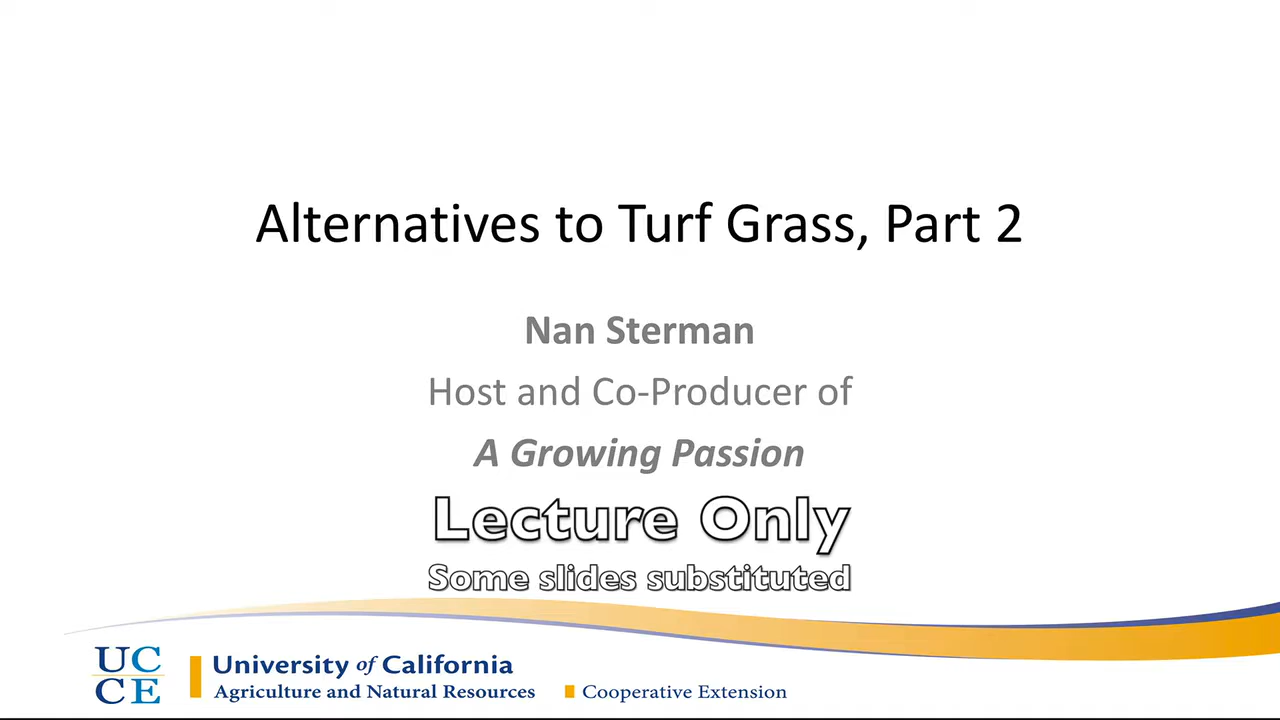 Alternatives to Turf Grass, Part 2
Nan Sterman
Host and Co-Producer of
A Growing Passion
Lecture Only
Some slides substituted
UC
CE
University of California
Agriculture and Natural Resources
Cooperative Extension